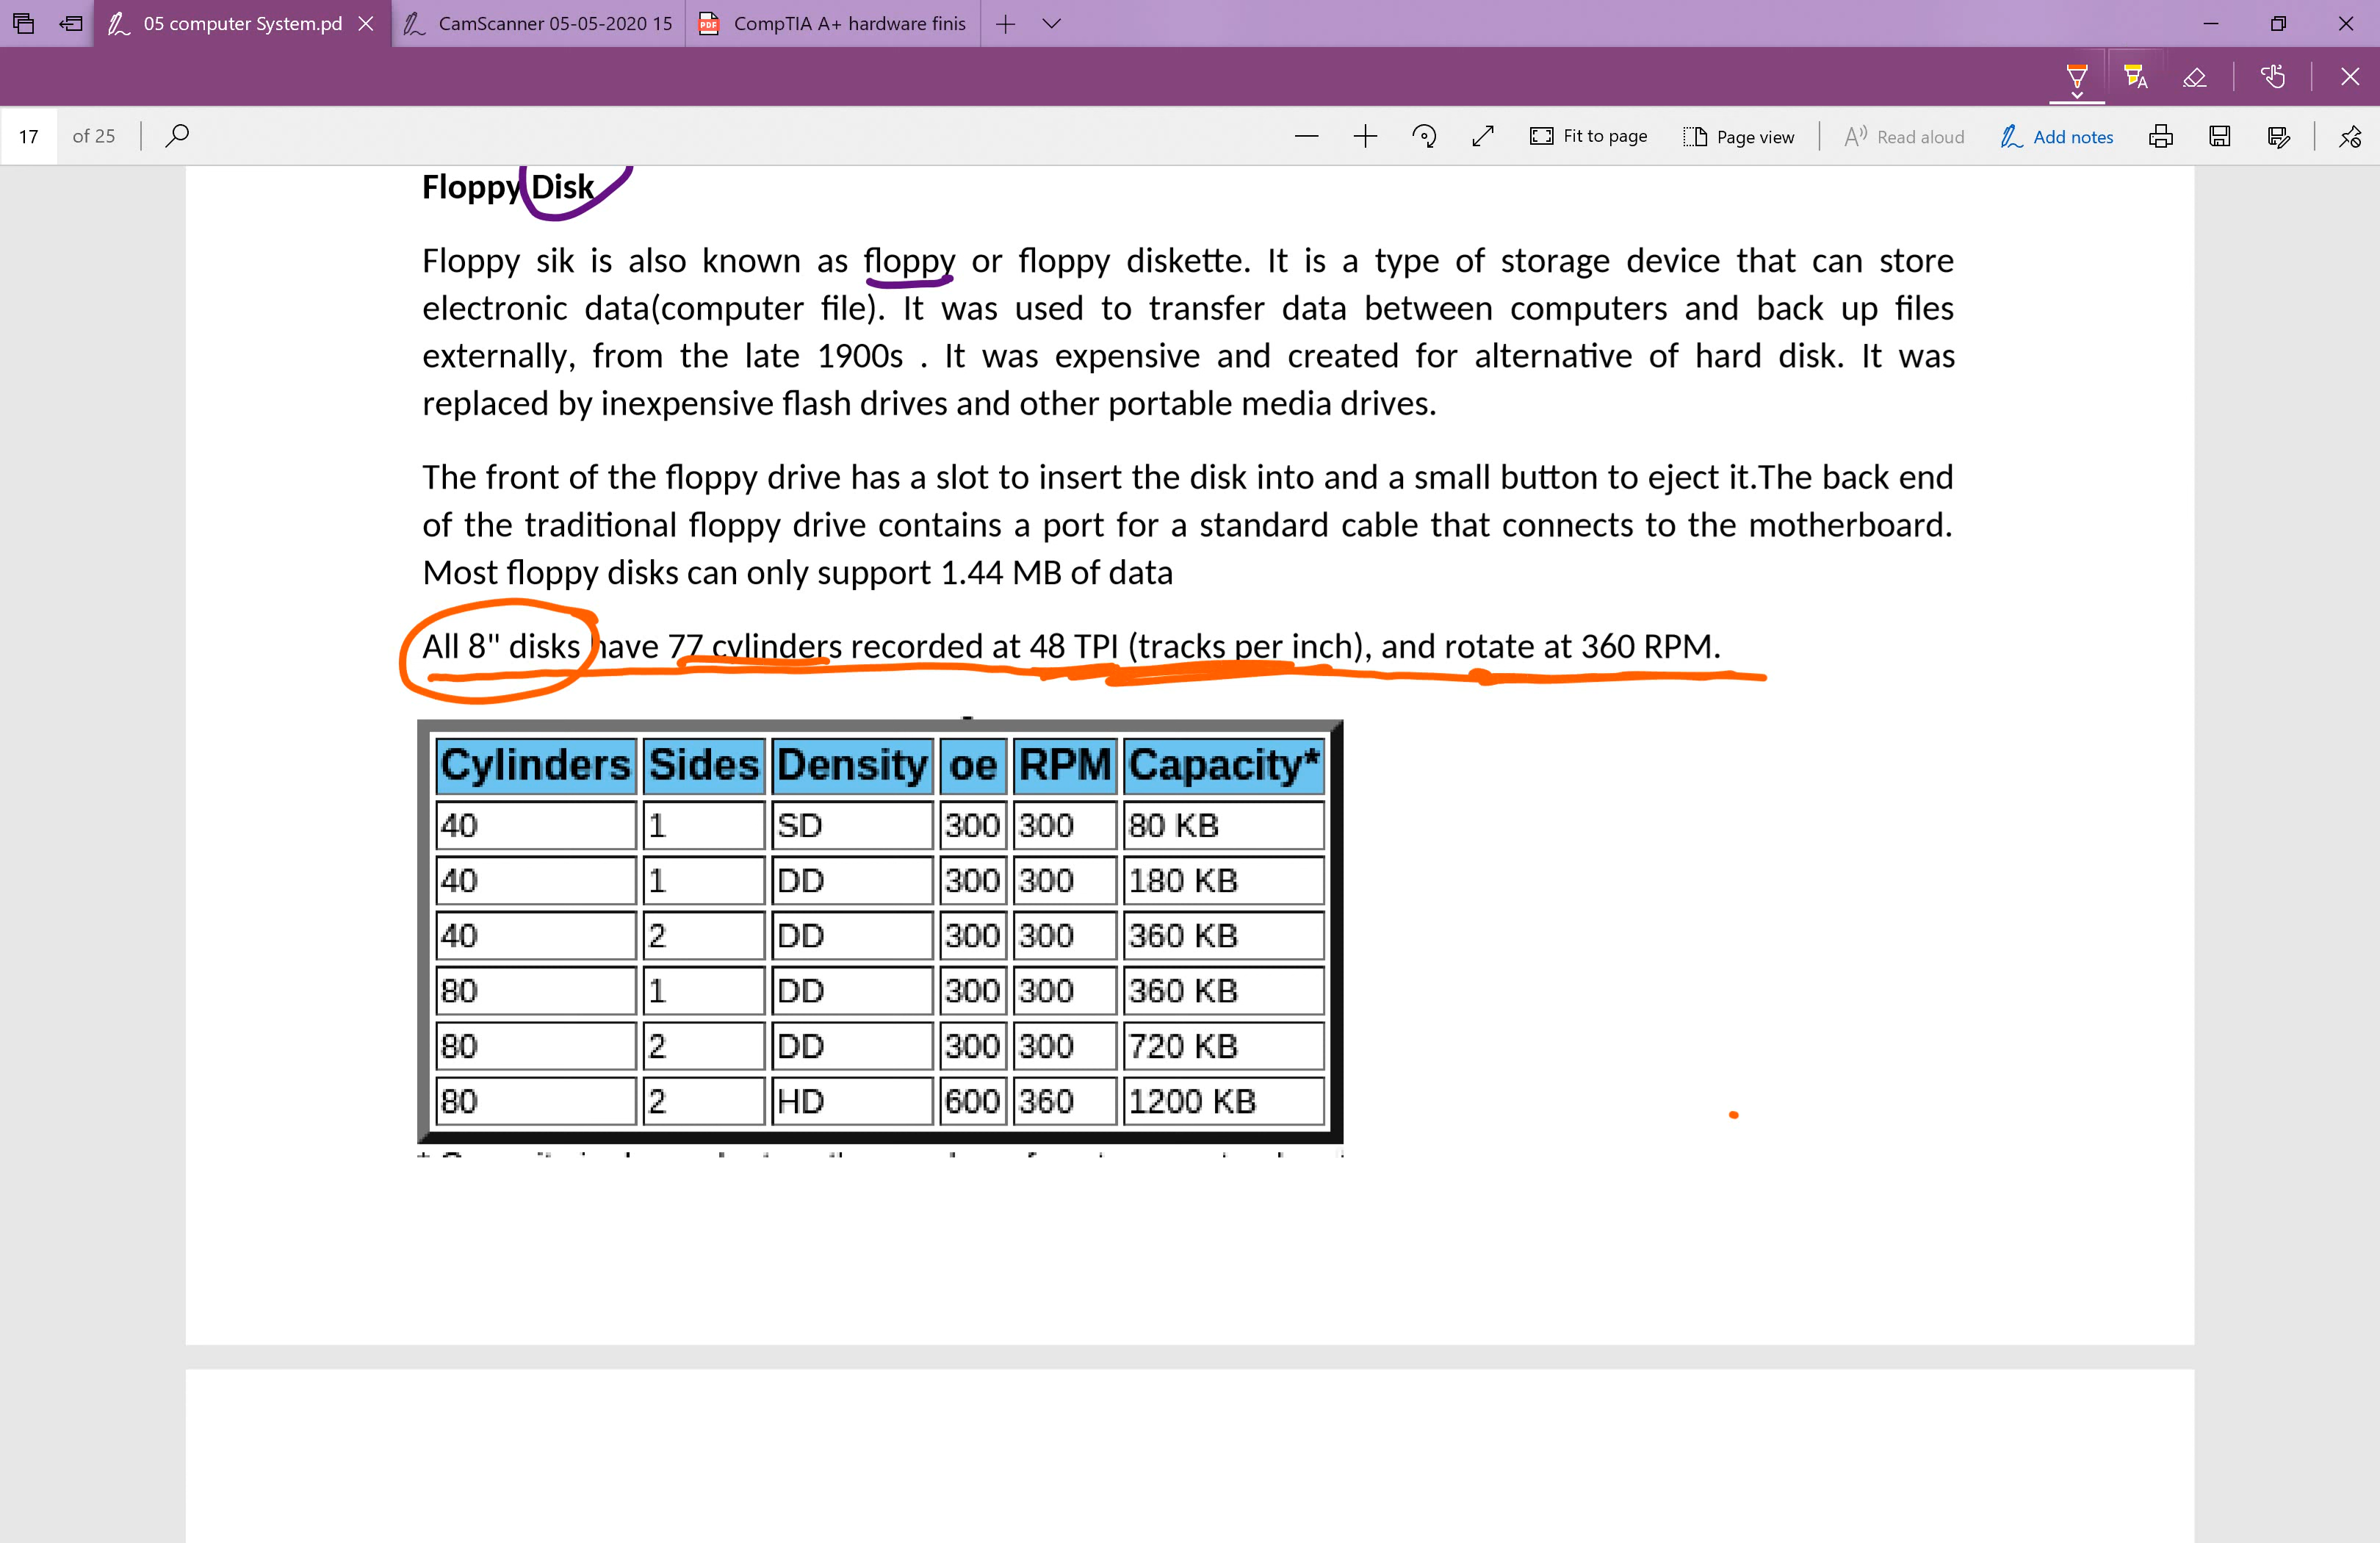 05 computer System.pd CamScanner 05-05-2020 15 CompTIA A+ hardware finis
17 of 25 Fit to page Page view Read aloud Add notes
Floppy Disk
Floppy sik is also known as floppy or floppy diskette. It is a type of storage device that can store
electronic data(computer file). It was used to transfer data between computers and back up files
externally, from the late 1900s . It was expensive and created for alternative of hard disk. It was
replaced by inexpensive flash drives and other portable media drives.
The front of the floppy drive has a slot to insert the disk into and a small button to eject it.The back end
of the traditional floppy drive contains a port for a standard cable that connects to the motherboard.
Most floppy disks can only support 1.44 MB of data
All 8" disks have 77 cylinders recorded at 48 TPI (tracks per inch), and rotate at 360 RPM.
Cylinders Sides Density oe RPM Capacity*
40 1 SD 300 300 80 KB
40 1 DD 300 300 180 KB
40 2 DD 300 300 360 KB
80 1 DD 300 300 360 KB
80 2 DD 300 300 720 KB
80 2 HD 600 360 1200 KB